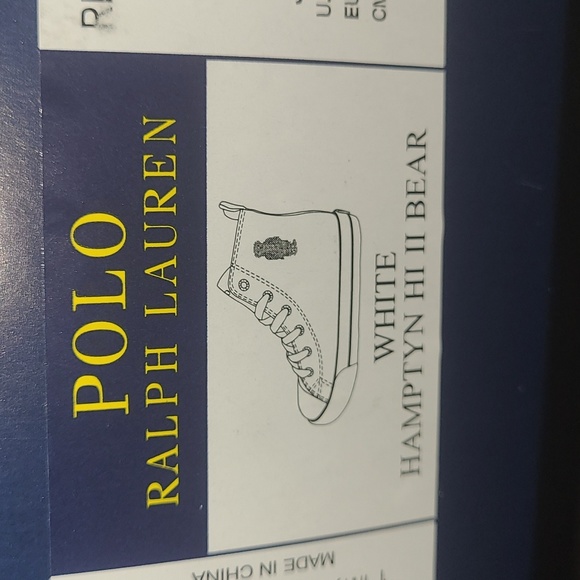 POLO
RALPH LAUREN
WHITE
HAMPTYN HI II BEAR
MADE IN CHINA